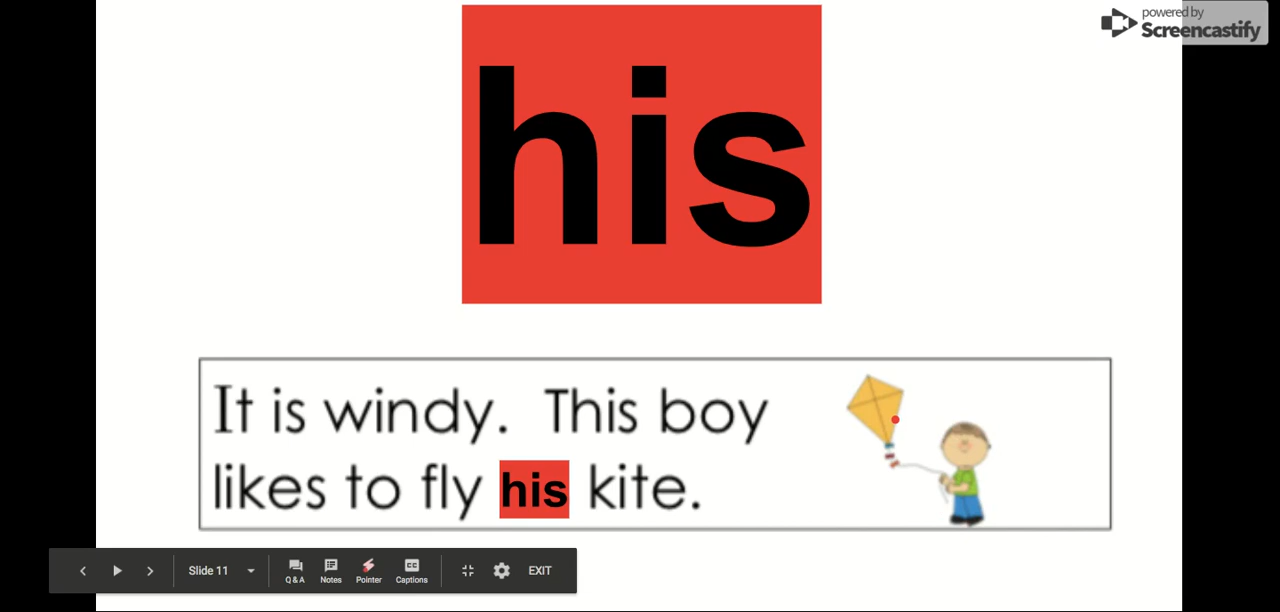 powered by
Screencastify
his
It is windy. This boy
likes to fly his kite.
Slide 11
Q & A
Notes
Pointer
CC
Captions
EXIT